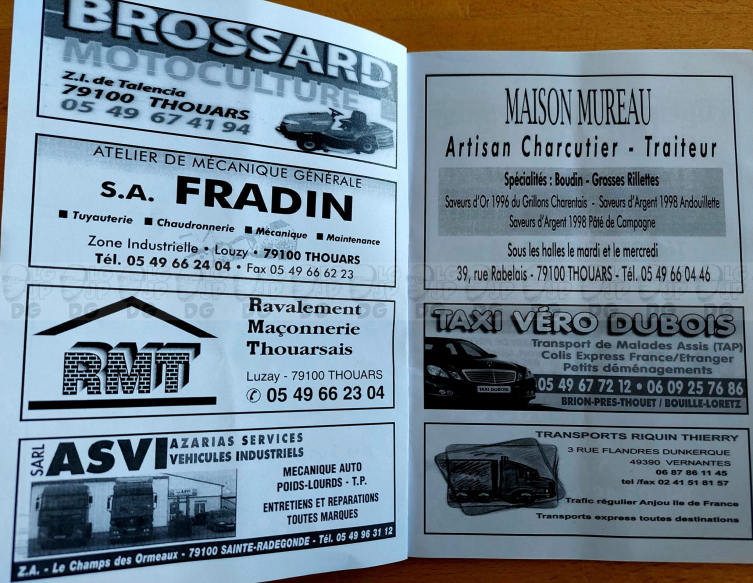 BROSSARD
MOTOCULTURE
Z.I. de Talencia
79100 THOUARS
05 49 67 41 94
ATELIER DE MÉCANIQUE GÉNÉRALE
S.A. FRADIN
■ Tuyauterie ■ Chaudronnerie ■ Mécanique ■ Maintenance
Zone Industrielle • Louzy • 79100 THOUARS
Tél. 05 49 66 24 04 • Fax 05 49 66 62 23
RMT
Ravalement
Maçonnerie
Thouarsais
Luzay - 79100 THOUARS
✆ 05 49 66 23 04
SARL ASVI AZARIAS SERVICES
VEHICULES INDUSTRIELS
MECANIQUE AUTO
POIDS-LOURDS - T.P.
ENTRETIENS ET REPARATIONS
TOUTES MARQUES
Z.A. - Le Champs des Ormeaux - 79100 SAINTE-RADEGONDE - Tél. 05 49 96 31 12
MAISON MUREAU
Artisan Charcutier - Traiteur
Spécialités : Boudin - Grosses Rillettes
Saveurs d'Or 1996 du Grillons Charentais - Saveurs d'Argent 1998 Andouillette
Saveurs d'Argent 1998 Pâté de Campagne
Sous les halles le mardi et le mercredi
39, rue Rabelais - 79100 THOUARS - Tél. 05 49 66 04 46
TAXI VÉRO DUBOIS
Transport de Malades Assis (TAP)
Colis Express France/Etranger
Petits déménagements
TAXI DUBOIS
05 49 67 72 12 • 06 09 25 76 86
BRION-PRES-THOUET / BOUILLE-LORETZ
TRANSPORTS RIQUIN THIERRY
3 RUE FLANDRES DUNKERQUE
49390 VERNANTES
06 87 86 11 45
tel /fax 02 41 51 61 57
Trafic régulier Anjou Ile de France
Transports express toutes destinations